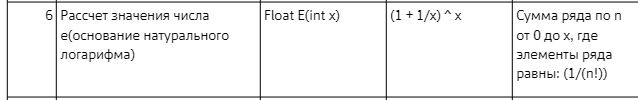 6 Рассчет значения числа Float E(int x) (1 + 1/x) ^ x Сумма ряда по n
e(основание натурального от 0 до x, где
логарифма) элементы ряда
равны: (1/(n!))